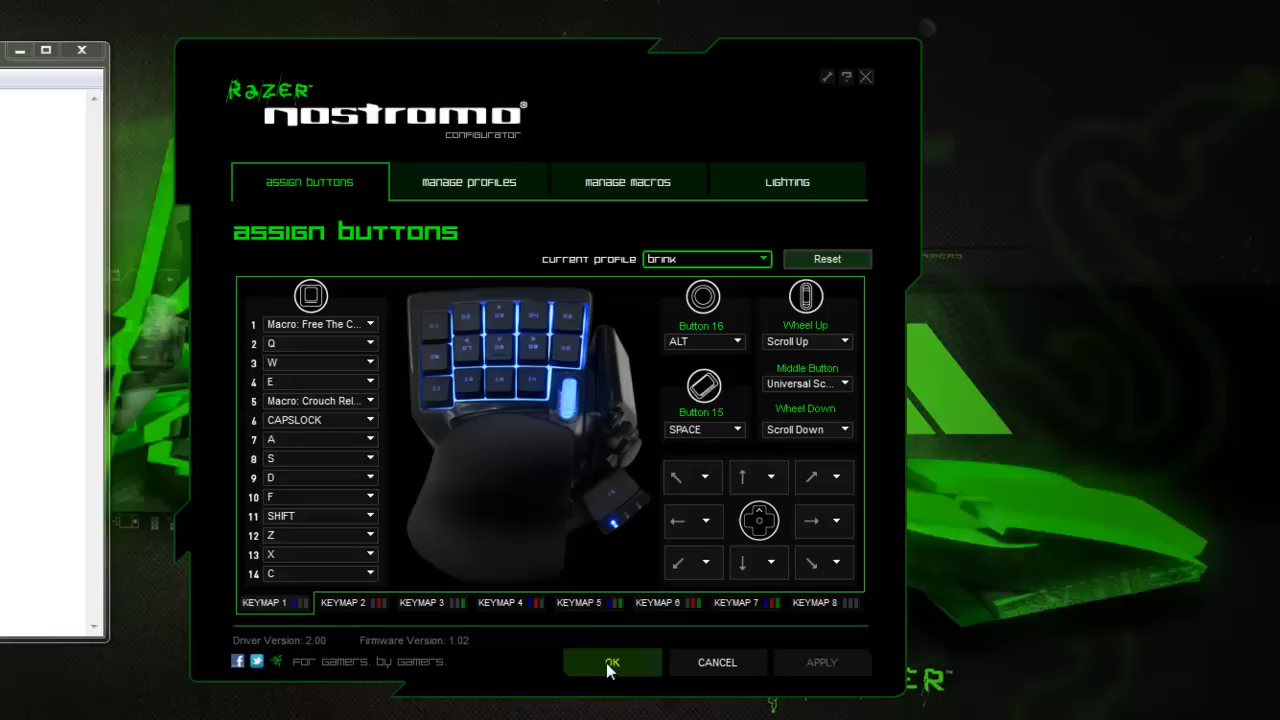 RAZER™
nostromo®
configurator
assign buttons
manage profiles
manage macros
Lighting
assign buttons
current profile
brink
Reset
1 Macro: Free The C...
2 Q
3 W
4 E
5 Macro: Crouch Rel...
6 CAPSLOCK
7 A
8 S
9 D
10 F
11 SHIFT
12 Z
13 X
14 C
Button 16
ALT
Button 15
SPACE
Wheel Up
Scroll Up
Middle Button
Universal Sc...
Wheel Down
Scroll Down
KEYMAP 1
KEYMAP 2
KEYMAP 3
KEYMAP 4
KEYMAP 5
KEYMAP 6
KEYMAP 7
KEYMAP 8
Driver Version: 2.00
Firmware Version: 1.02
For gamers. by gamers.
OK
CANCEL
APPLY